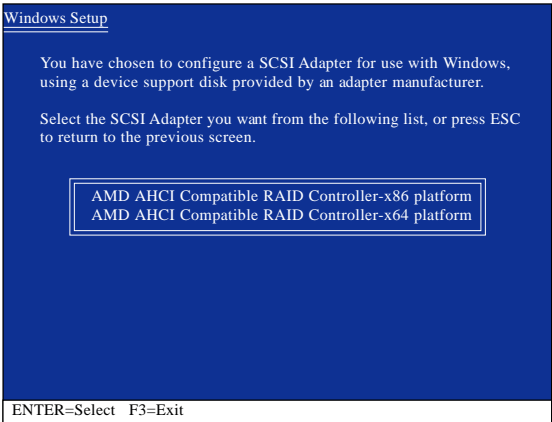 Windows Setup
You have chosen to configure a SCSI Adapter for use with Windows,
using a device support disk provided by an adapter manufacturer.
Select the SCSI Adapter you want from the following list, or press ESC
to return to the previous screen.
AMD AHCI Compatible RAID Controller-x86 platform
AMD AHCI Compatible RAID Controller-x64 platform
ENTER=Select F3=Exit